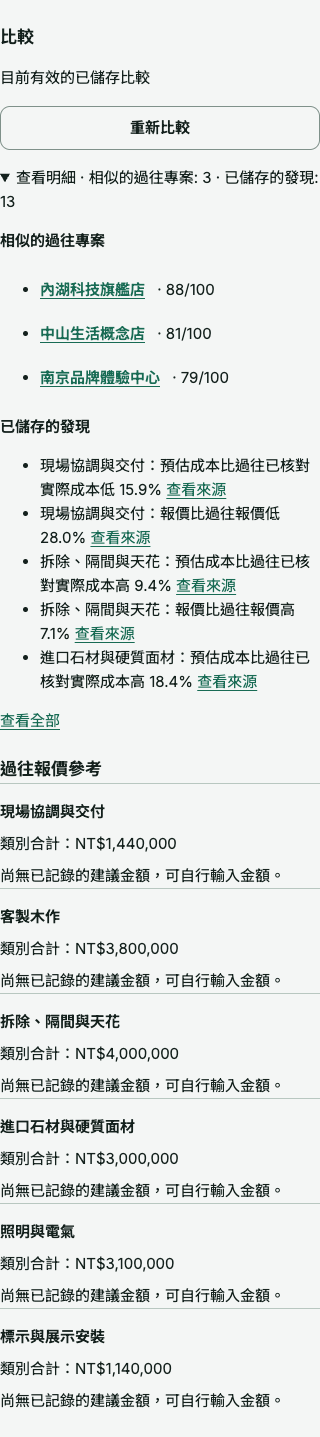 比較
目前有效的已儲存比較
重新比較
▼ 查看明細 · 相似的過往專案: 3 · 已儲存的發現:
13
相似的過往專案
• 內湖科技旗艦店 · 88/100
• 中山生活概念店 · 81/100
• 南京品牌體驗中心 · 79/100
已儲存的發現
• 現場協調與交付：預估成本比過往已核對
實際成本低 15.9% 查看來源
• 現場協調與交付：報價比過往報價低
28.0% 查看來源
• 拆除、隔間與天花：預估成本比過往已核
對實際成本高 9.4% 查看來源
• 拆除、隔間與天花：報價比過往報價高
7.1% 查看來源
• 進口石材與硬質面材：預估成本比過往已
核對實際成本高 18.4% 查看來源
查看全部
過往報價參考
現場協調與交付
類別合計：NT$1,440,000
尚無已記錄的建議金額，可自行輸入金額。
客製木作
類別合計：NT$3,800,000
尚無已記錄的建議金額，可自行輸入金額。
拆除、隔間與天花
類別合計：NT$4,000,000
尚無已記錄的建議金額，可自行輸入金額。
進口石材與硬質面材
類別合計：NT$3,000,000
尚無已記錄的建議金額，可自行輸入金額。
照明與電氣
類別合計：NT$3,100,000
尚無已記錄的建議金額，可自行輸入金額。
標示與展示安裝
類別合計：NT$1,140,000
尚無已記錄的建議金額，可自行輸入金額。